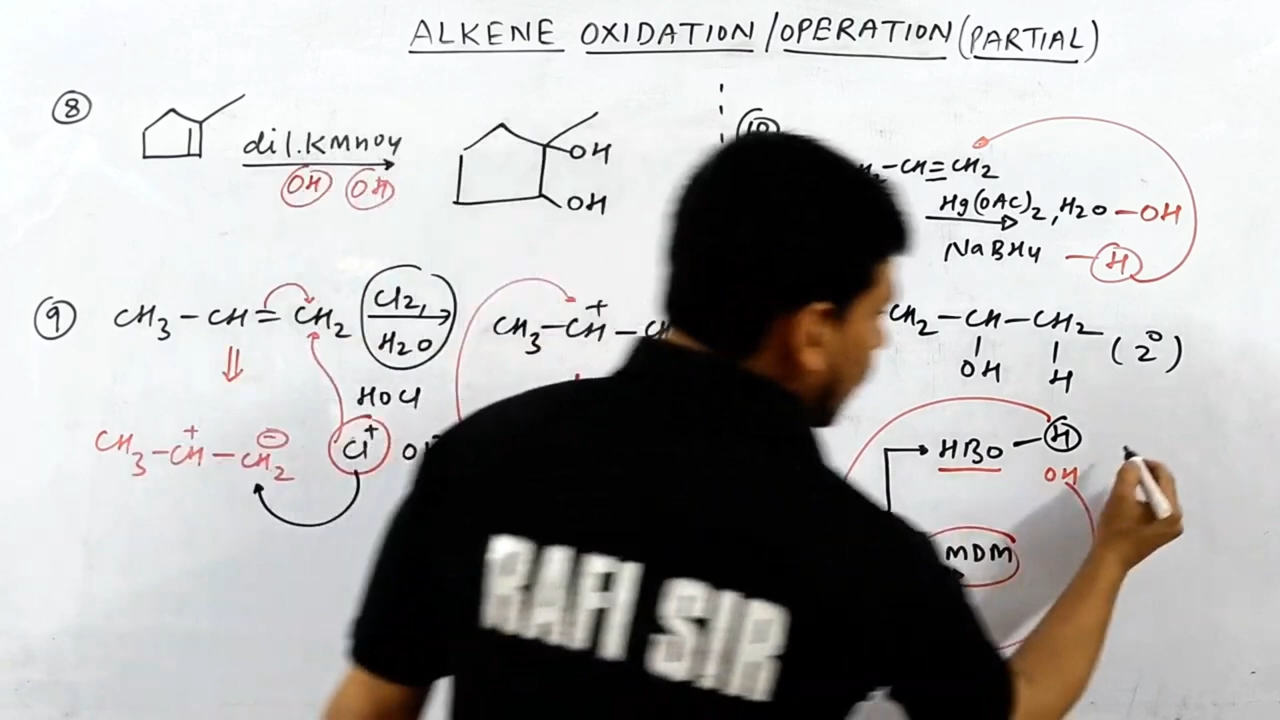 ALKENE OXIDATION/OPERATION (PARTIAL)
⑧
dil.KMnO4
OH OH
OH
OH
⑨ CH3-CH=CH2
Cl2,
H2O
HOCl
CH3-CH-CH2
+ ⊖
Cl+
CH3-CH-
+
⑩
-CH=CH2
Hg(OAC)2,H2O-OH
NaBH4 - H
CH2-CH-CH2 (2°)
OH H
HBO-H
OH
MDM
RAFI SIR